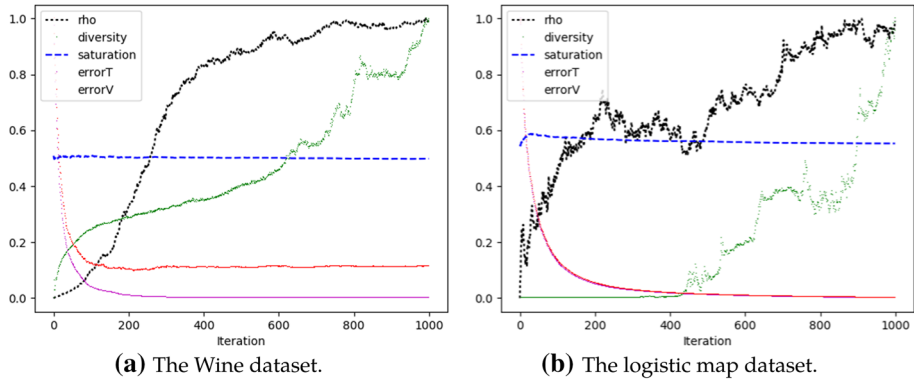 1.0
0.8
0.6
0.4
0.2
0.0
rho
diversity
saturation
errorT
errorV
0 200 400 600 800 1000
Iteration
(a) The Wine dataset.
1.0
0.8
0.6
0.4
0.2
0.0
rho
diversity
saturation
errorT
errorV
0 200 400 600 800 1000
Iteration
(b) The logistic map dataset.